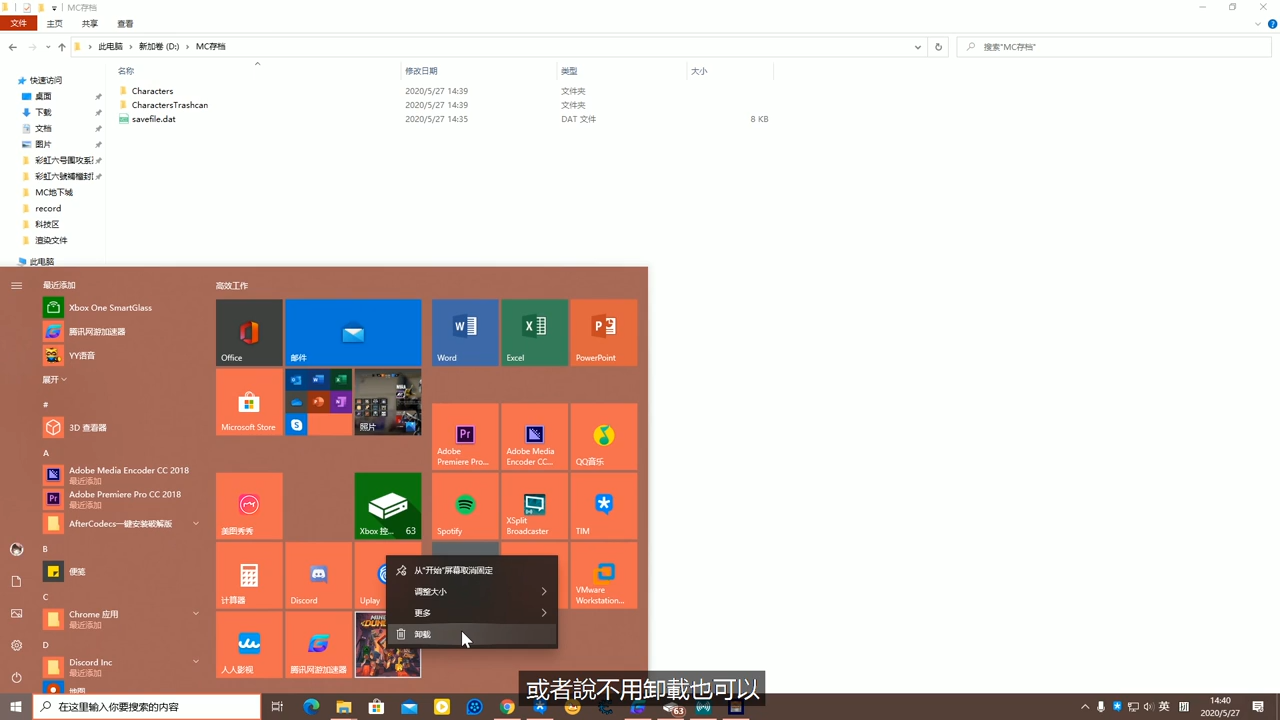 MC存档
文件
主页
共享
查看
此电脑
新加卷 (D:)
MC存档
搜索"MC存档"
名称
修改日期
类型
大小
Characters
2020/5/27 14:39
文件夹
CharactersTrashcan
2020/5/27 14:39
文件夹
savefile.dat
2020/5/27 14:35
DAT 文件
8 KB
快速访问
桌面
下载
文档
图片
彩虹六号围攻系
MC地下城
record
科技区
渲染文件
此电脑
最近添加
Xbox One SmartGlass
腾讯网游加速器
YY语音
展开
#
3D 查看器
A
Adobe Media Encoder CC 2018
最近添加
Adobe Premiere Pro CC 2018
最近添加
AfterCodecs一键安装破解版
B
便笺
C
Chrome 应用
最近添加
D
Discord Inc
最近添加
地图
高效工作
Office
邮件
Word
Excel
PowerPoint
Microsoft Store
照片
Adobe
Premiere Pro...
Adobe Media
Encoder CC...
QQ音乐
美图秀秀
Xbox 控... 63
Spotify
XSplit
Broadcaster
TIM
计算器
Discord
Uplay
VMware
Workstation...
人人影视
腾讯网游加速器
从"开始"屏幕取消固定
调整大小
更多
卸载
或者說不用卸載也可以
在这里输入你要搜索的内容
63
14:40
2020/5/27